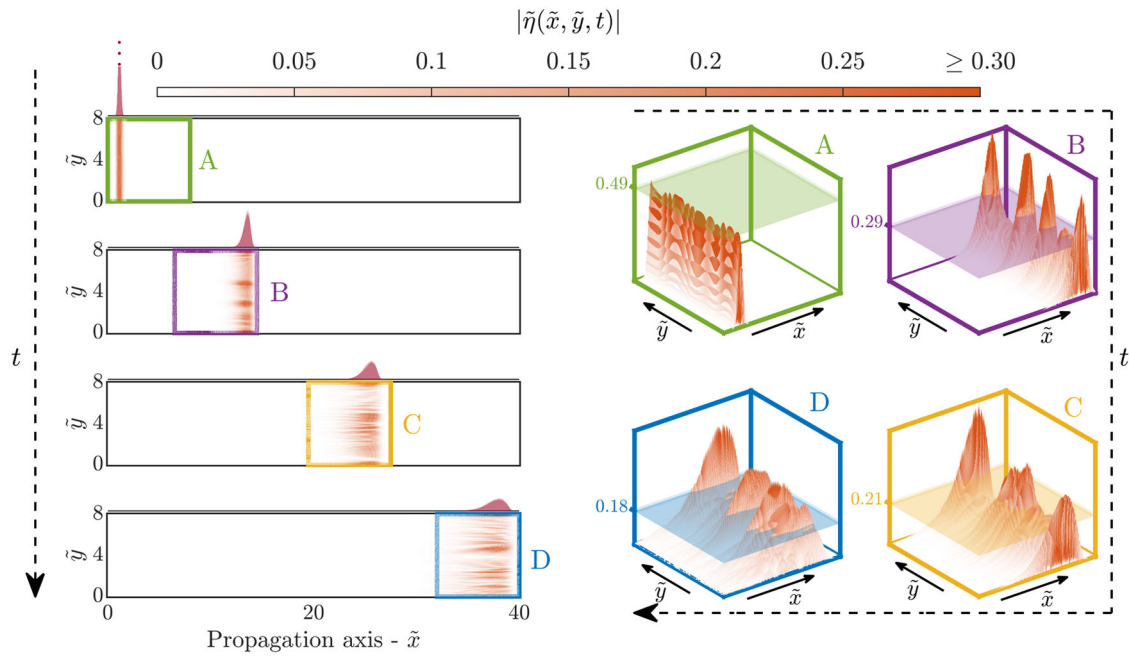 |η̃(x̃, ỹ, t)|
0 0.05 0.1 0.15 0.2 0.25 ≥ 0.30
t
8
ỹ 4
0
A
8
ỹ 4
0
B
8
ỹ 4
0
C
8
ỹ 4
0
D
0 20 40
Propagation axis - x̃
A
0.49
ỹ x̃
B
0.29
ỹ x̃
t
D
0.18
ỹ x̃
C
0.21
ỹ x̃